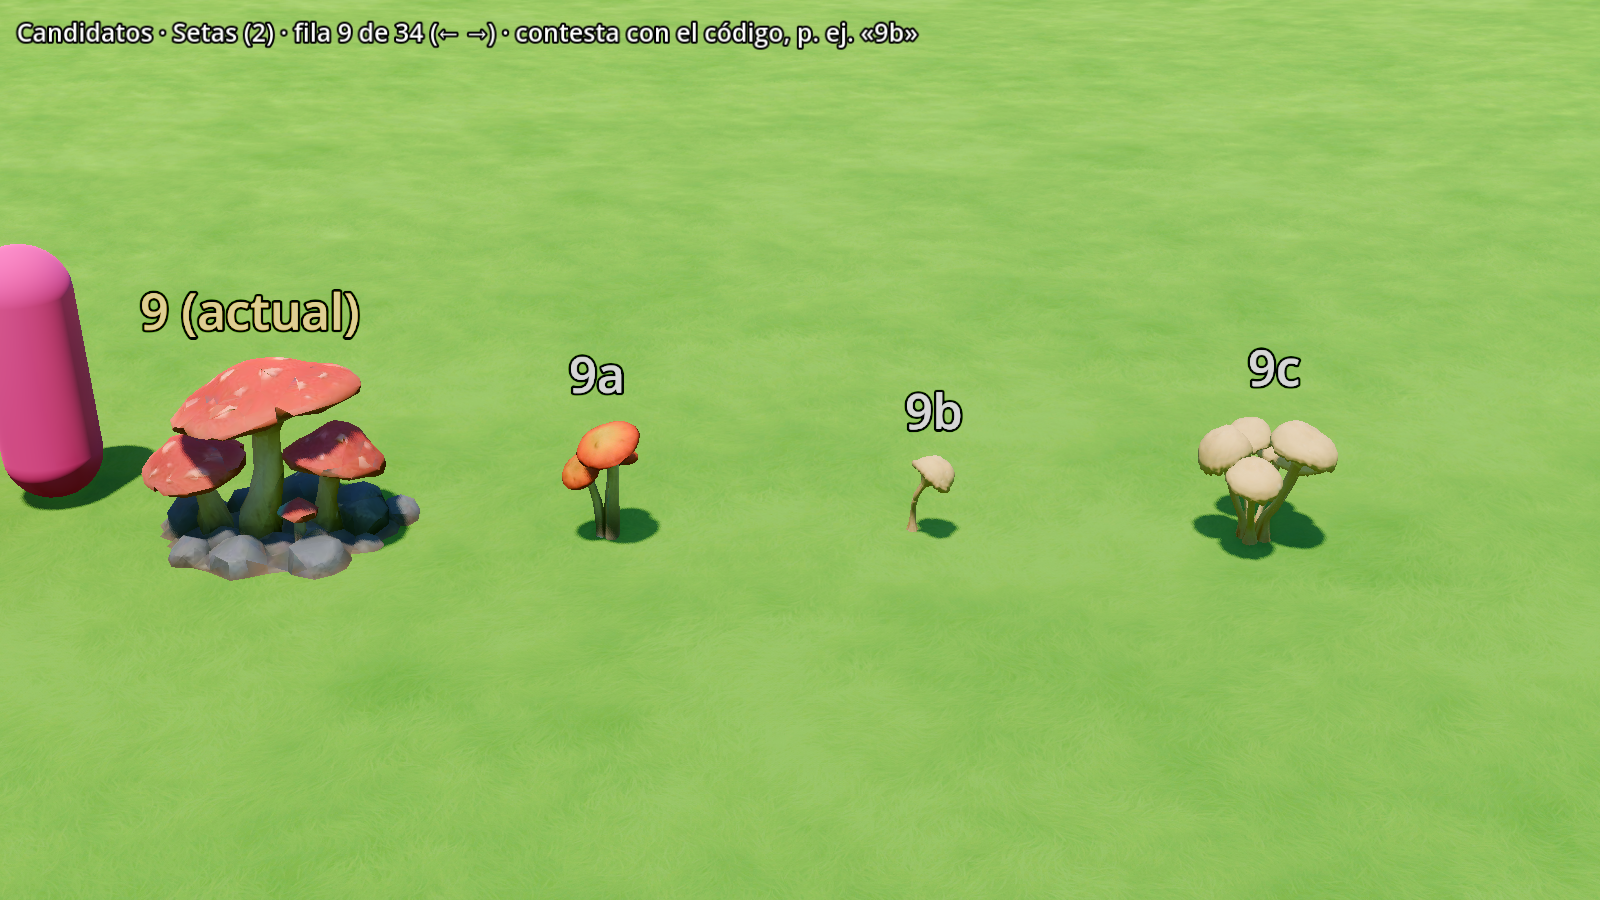 Candidatos · Setas (2) · fila 9 de 34 (← →) · contesta con el código, p. ej. «9b»
9 (actual)
9a
9b
9c